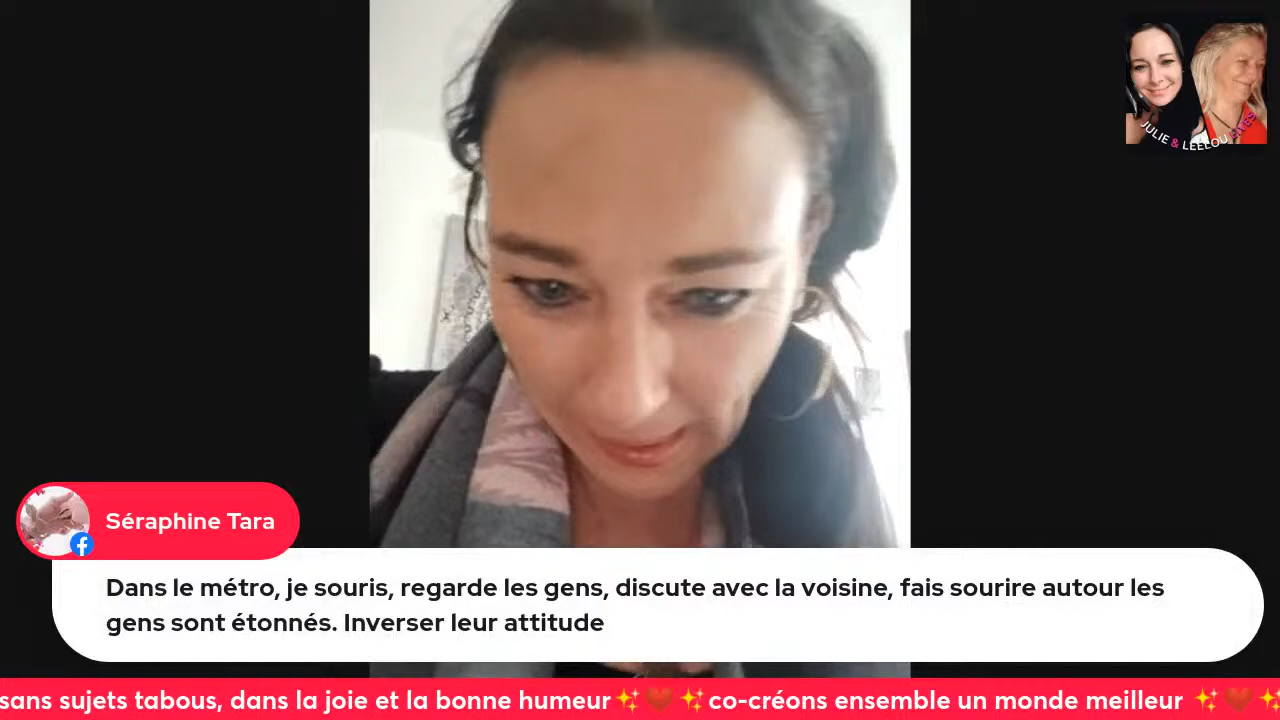 JULIE & LEELOU LIVES
Séraphine Tara
Dans le métro, je souris, regarde les gens, discute avec la voisine, fais sourire autour les
gens sont étonnés. Inverser leur attitude
sans sujets tabous, dans la joie et la bonne humeur✨❤️✨co-créons ensemble un monde meilleur ✨❤️✨